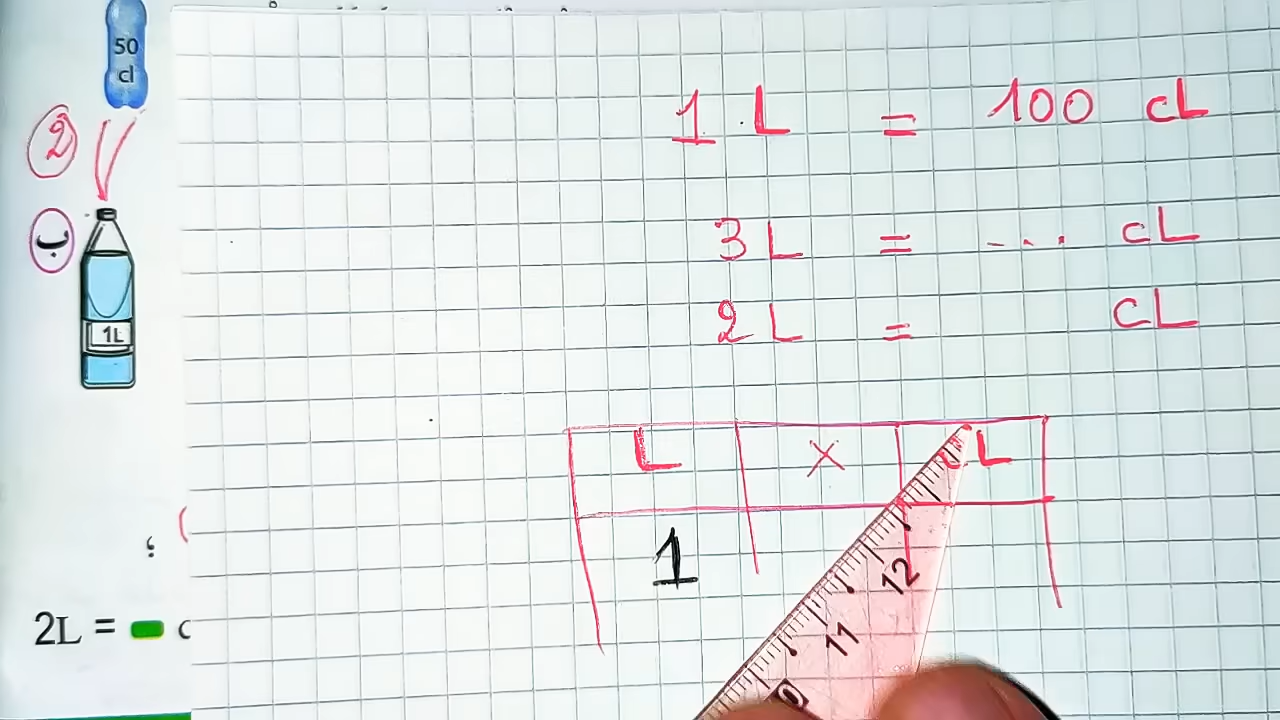 50
cl
2
ب
1L
؟
2L = c
1 L = 100 cL
3 L = ... cL
2 L = cL
L × cL
1
12
11